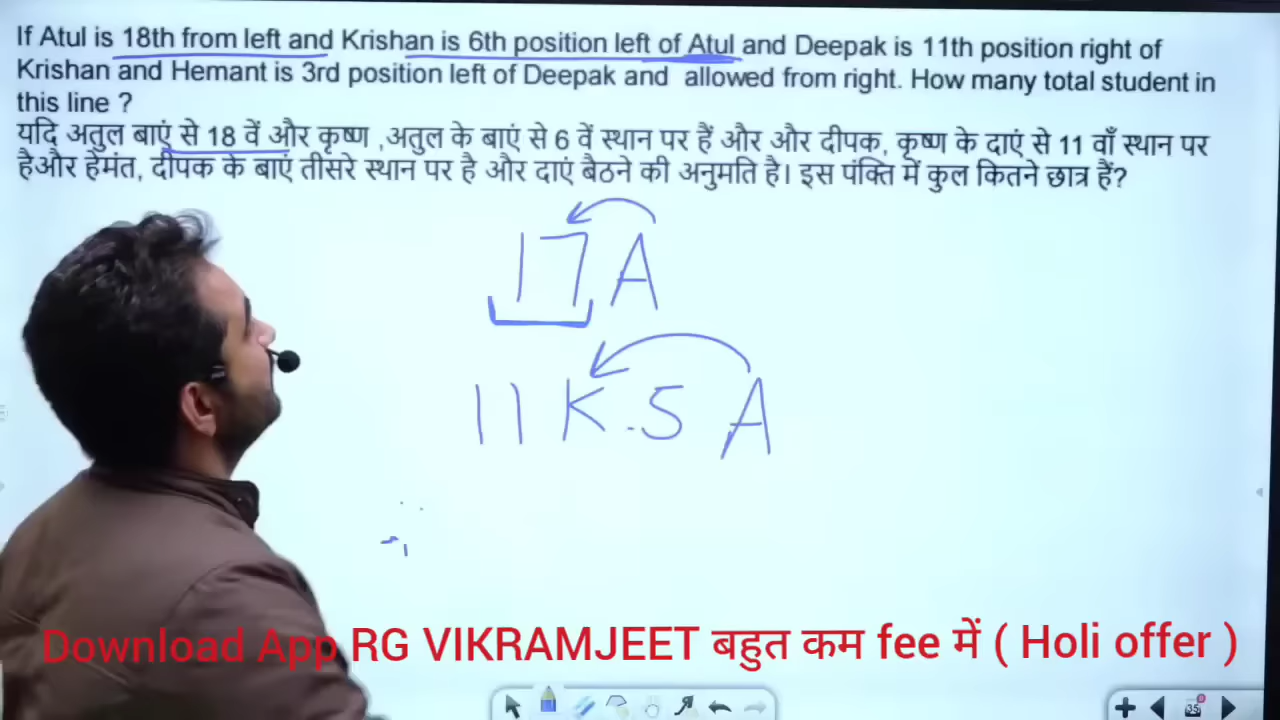 If Atul is 18th from left and Krishan is 6th position left of Atul and Deepak is 11th position right of
Krishan and Hemant is 3rd position left of Deepak and allowed from right. How many total student in
this line ?
यदि अतुल बाएं से 18 वें और कृष्ण ,अतुल के बाएं से 6 वें स्थान पर हैं और और दीपक, कृष्ण के दाएं से 11 वाँ स्थान पर
हैऔर हेमंत, दीपक के बाएं तीसरे स्थान पर है और दाएं बैठने की अनुमति है। इस पंक्ति में कुल कितने छात्र हैं?
17 A
11 K.5 A
Download App RG VIKRAMJEET बहुत कम fee में ( Holi offer )
35